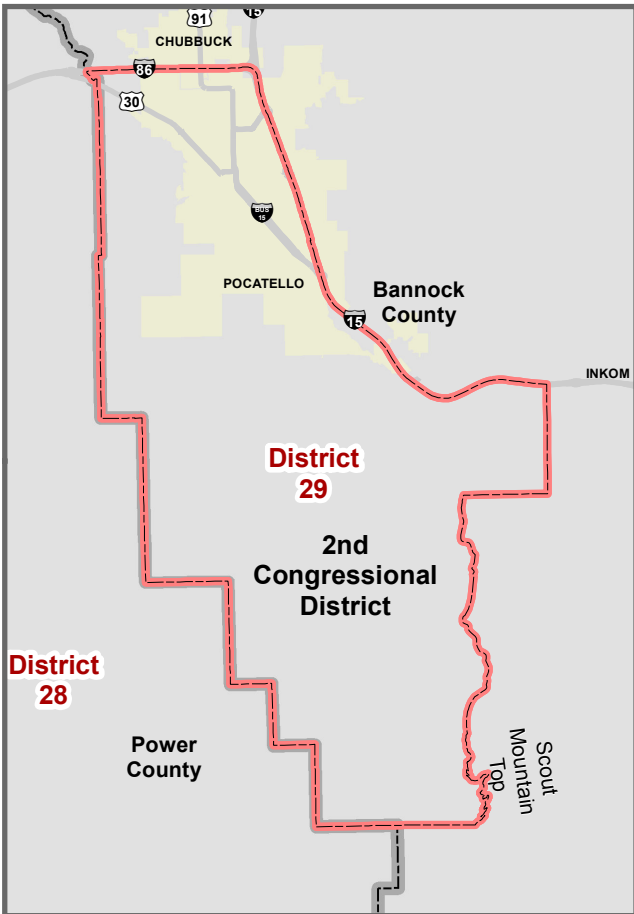 91
15
CHUBBUCK
86
30
BUS
15
POCATELLO
Bannock
County
15
INKOM
District
29
2nd
Congressional
District
District
28
Power
County
Scout
Mountain
Top